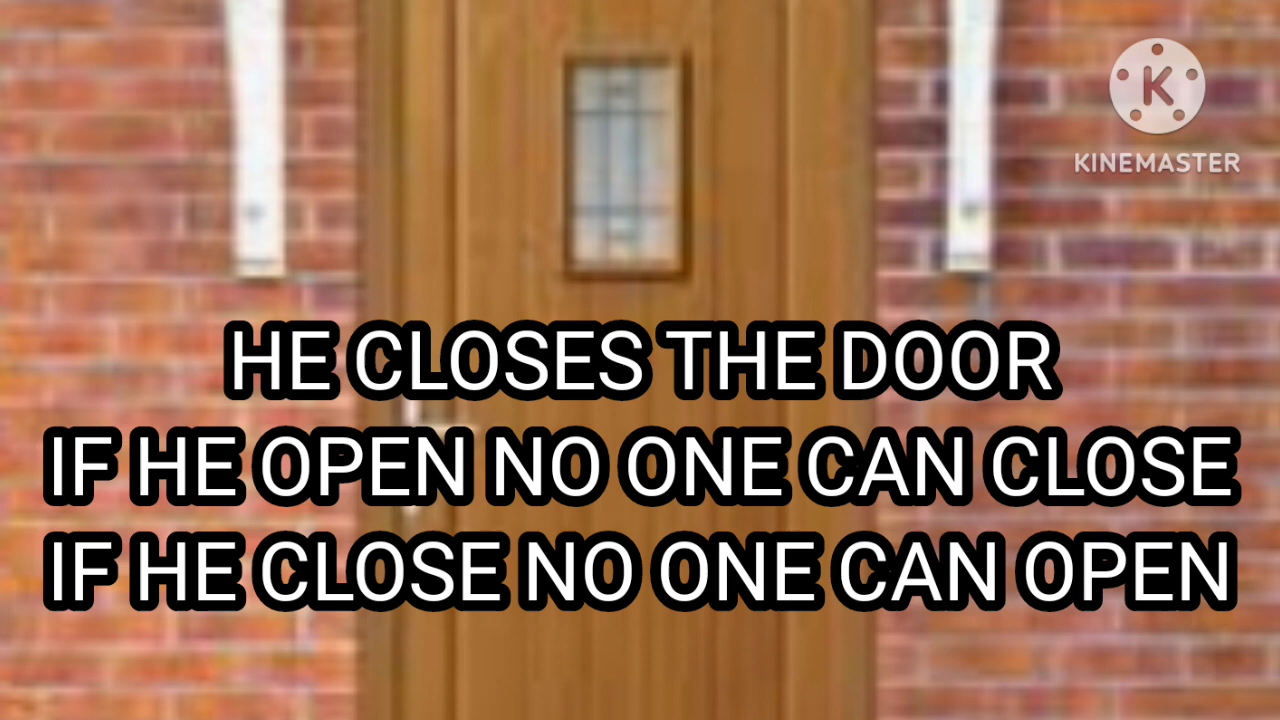 K
KINEMASTER
HE CLOSES THE DOOR
IF HE OPEN NO ONE CAN CLOSE
IF HE CLOSE NO ONE CAN OPEN